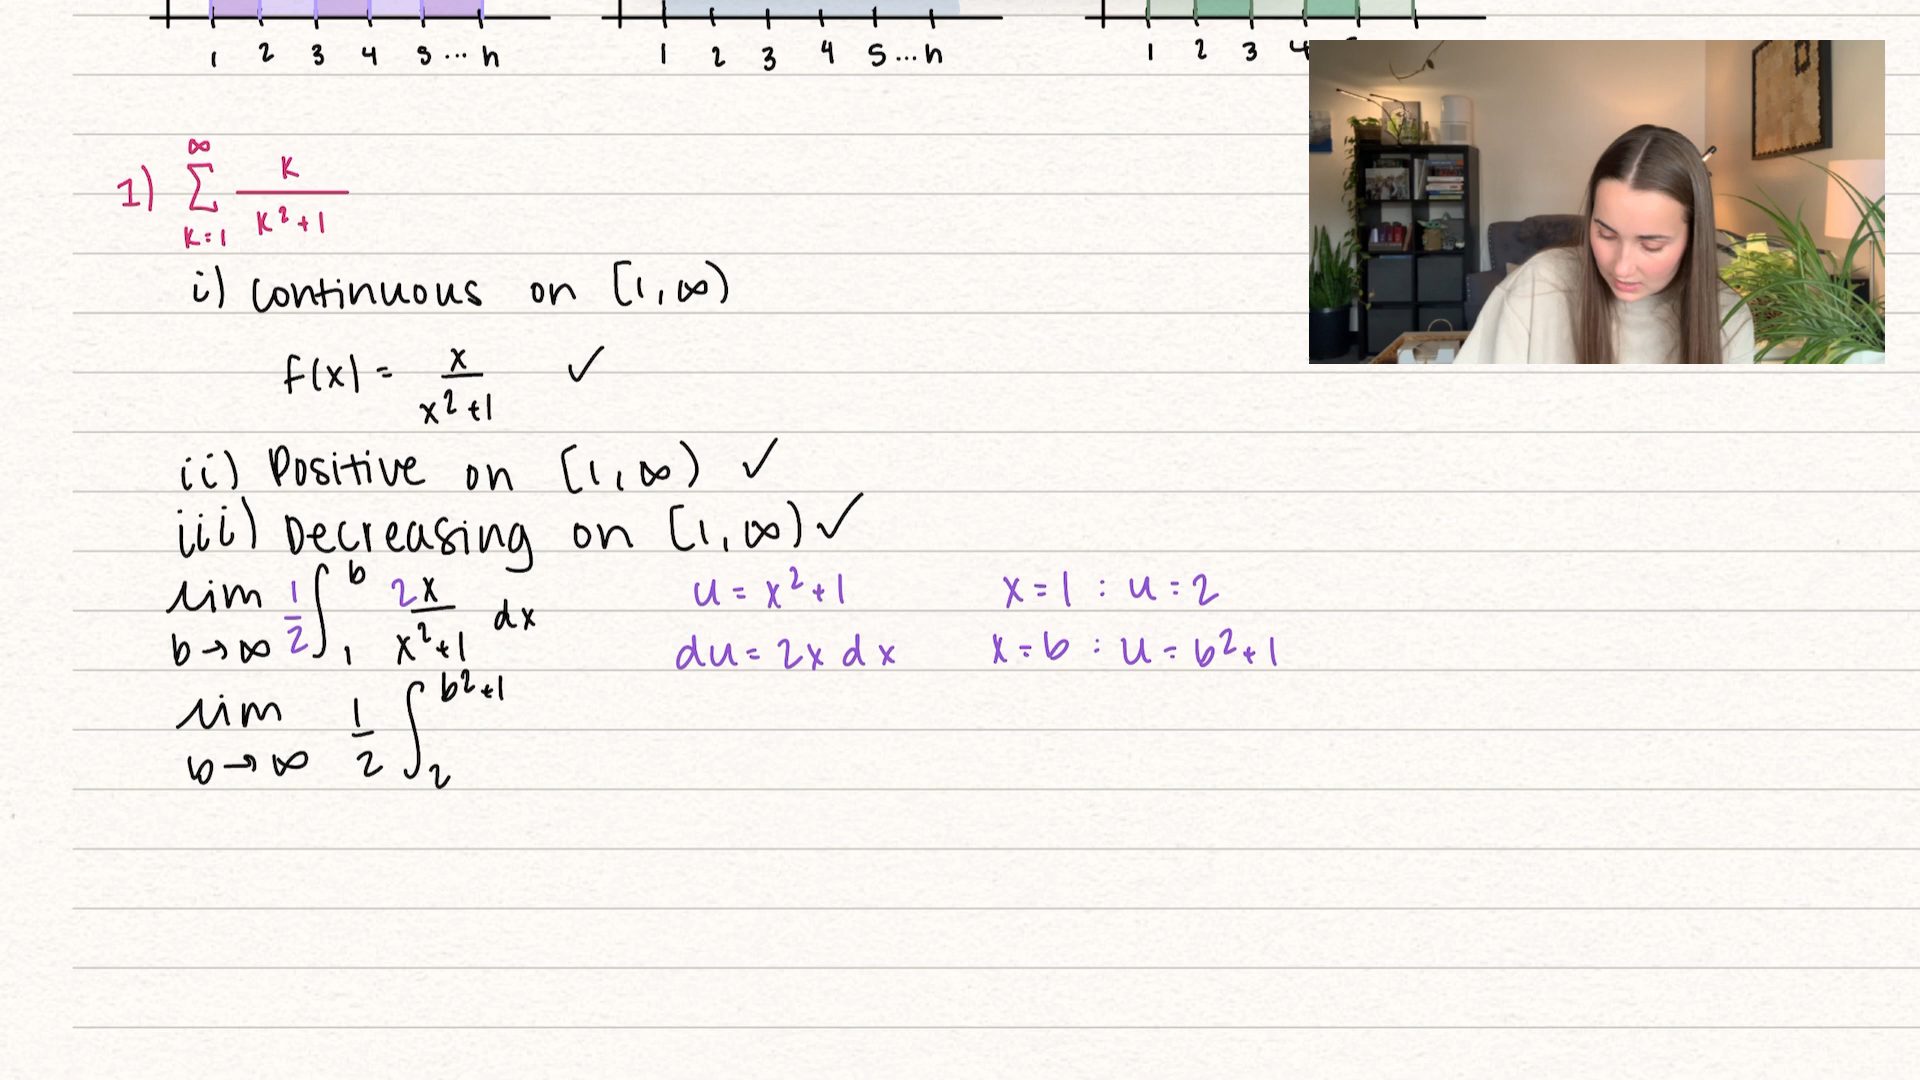 1 2 3 4 5 ... n
1 2 3 4 5 ... n
1 2 3 4
1) ∞ Σ k=1 k / k²+1
i) continuous on [1, ∞)
f(x) = x / x²+1 ✓
ii) Positive on [1, ∞) ✓
iii) Decreasing on [1, ∞) ✓
lim b→∞ 1/2 ∫₁ᵇ 2x / x²+1 dx
u = x²+1
du = 2x dx
x=1 : u=2
x=b : u=b²+1
lim b→∞ 1/2 ∫ b²+1 2